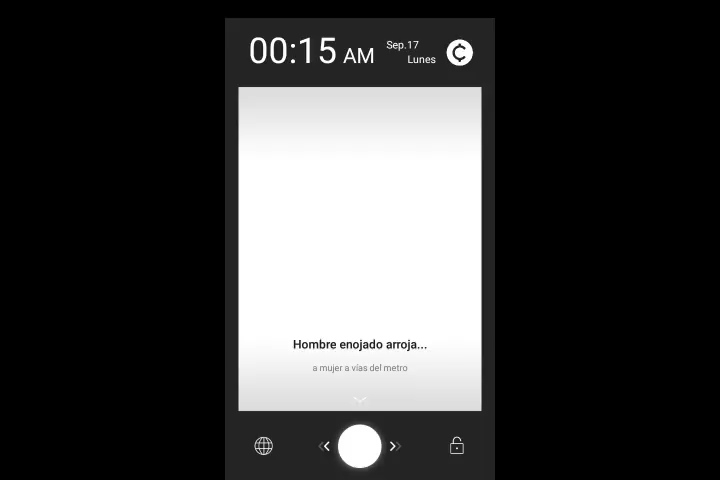 00:15 AM
Sep.17
Lunes
Hombre enojado arroja...
a mujer a vías del metro